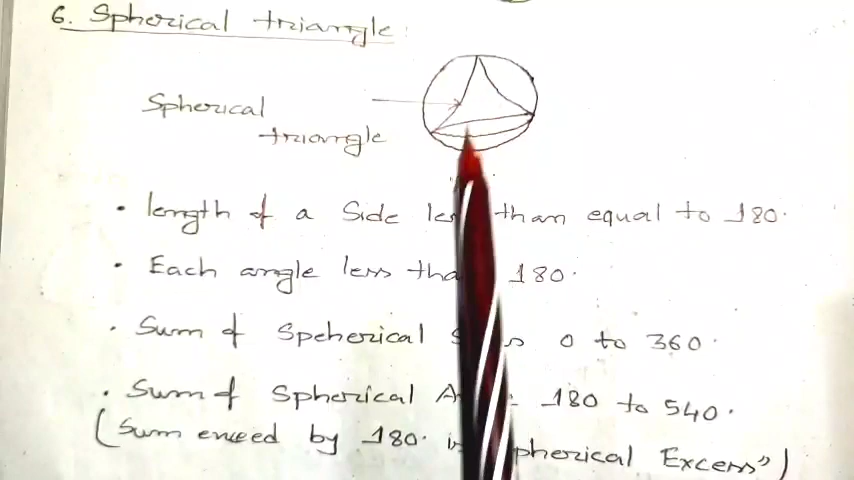 6. Spherical triangle:
Spherical
triangle
• length of a Side than equal to 180.
• Each angle less 180.
• Sum of Speherical 0 to 360.
• Sum of Spherical 180 to 540.
(Sum exceed by 180. Excess")